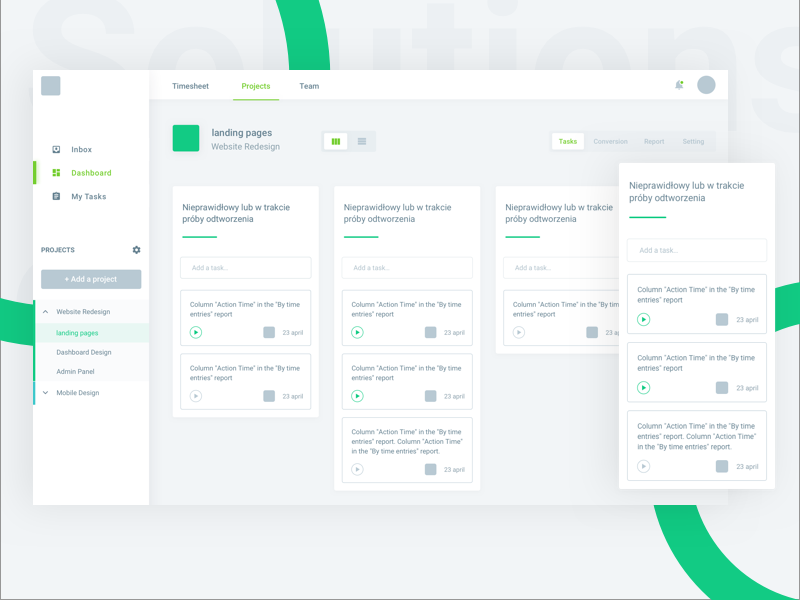 Solutions
Timesheet Projects Team
Inbox
Dashboard
My Tasks
PROJECTS
+ Add a project
Website Redesign
landing pages
Dashboard Design
Admin Panel
Mobile Design
landing pages
Website Redesign
Tasks Conversion Report Setting
Nieprawidłowy lub w trakcie
próby odtworzenia
Add a task..
Column "Action Time" in the "By time
entries" report
23 april
Column "Action Time" in the "By time
entries" report
23 april
Nieprawidłowy lub w trakcie
próby odtworzenia
Add a task..
Column "Action Time" in the "By time
entries" report
23 april
Column "Action Time" in the "By time
entries" report
23 april
Column "Action Time" in the "By time
entries" report. Column "Action Time"
in the "By time entries" report.
23 april
Nieprawidłowy lub w trakcie
próby odtworzenia
Add a task..
Column "Action Time" in the "By time
entries" report
23 a
Nieprawidłowy lub w trakcie
próby odtworzenia
Add a task..
Column "Action Time" in the "By time
entries" report
23 april
Column "Action Time" in the "By time
entries" report
23 april
Column "Action Time" in the "By time
entries" report. Column "Action Time"
in the "By time entries" report.
23 april